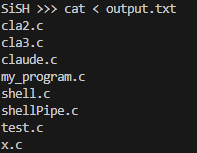 SiSH >>> cat < output.txt
cla2.c
cla3.c
claude.c
my_program.c
shell.c
shellPipe.c
test.c
x.c